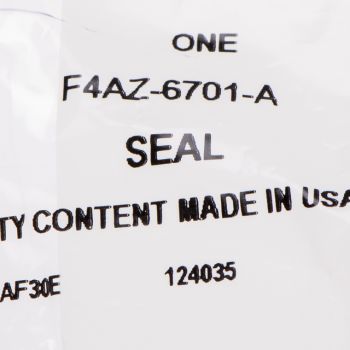 ONE
F4AZ-6701-A
SEAL
TY CONTENT MADE IN USA
AF30E 124035